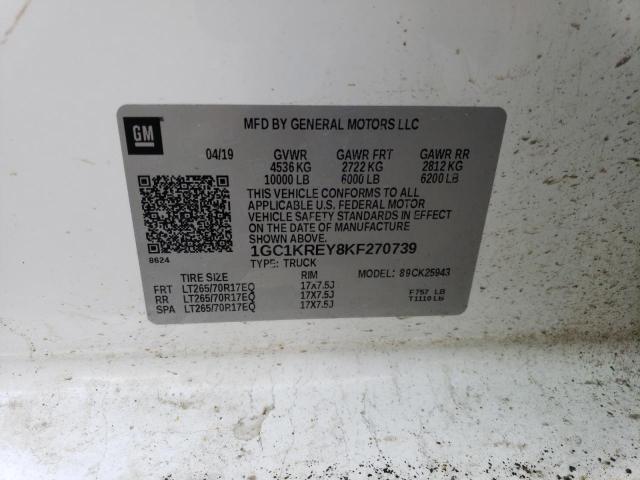 GM
MFD BY GENERAL MOTORS LLC
04/19 GVWR GAWR FRT GAWR RR
4536 KG 2722 KG 2812 KG
10000 LB 6000 LB 6200 LB
THIS VEHICLE CONFORMS TO ALL
APPLICABLE U.S. FEDERAL MOTOR
VEHICLE SAFETY STANDARDS IN EFFECT
ON THE DATE OF MANUFACTURE
SHOWN ABOVE.
8624
1GC1KREY8KF270739
TYPE: TRUCK
MODEL: 89CK25943
TIRE SIZE RIM
FRT LT265/70R17EQ 17X7.5J
RR LT265/70R17EQ 17X7.5J
SPA LT265/70R17EQ 17X7.5J
F757 LB
T1110 LB